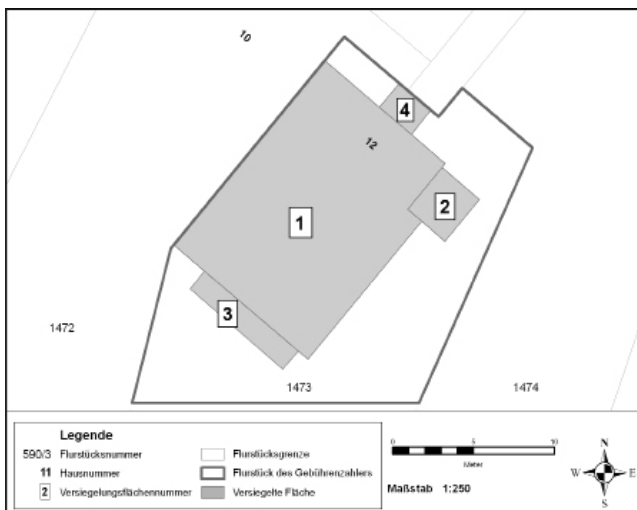 10
4
12
2
1
3
1472
1473
1474
Legende
590/3 Flurstücksnummer
11 Hausnummer
2 Versiegelungsflächennummer
Flurstücksgrenze
Flurstück des Gebührenzahlers
Versiegelte Fläche
0 5 10
Meter
Maßstab 1:250
N
W E
S